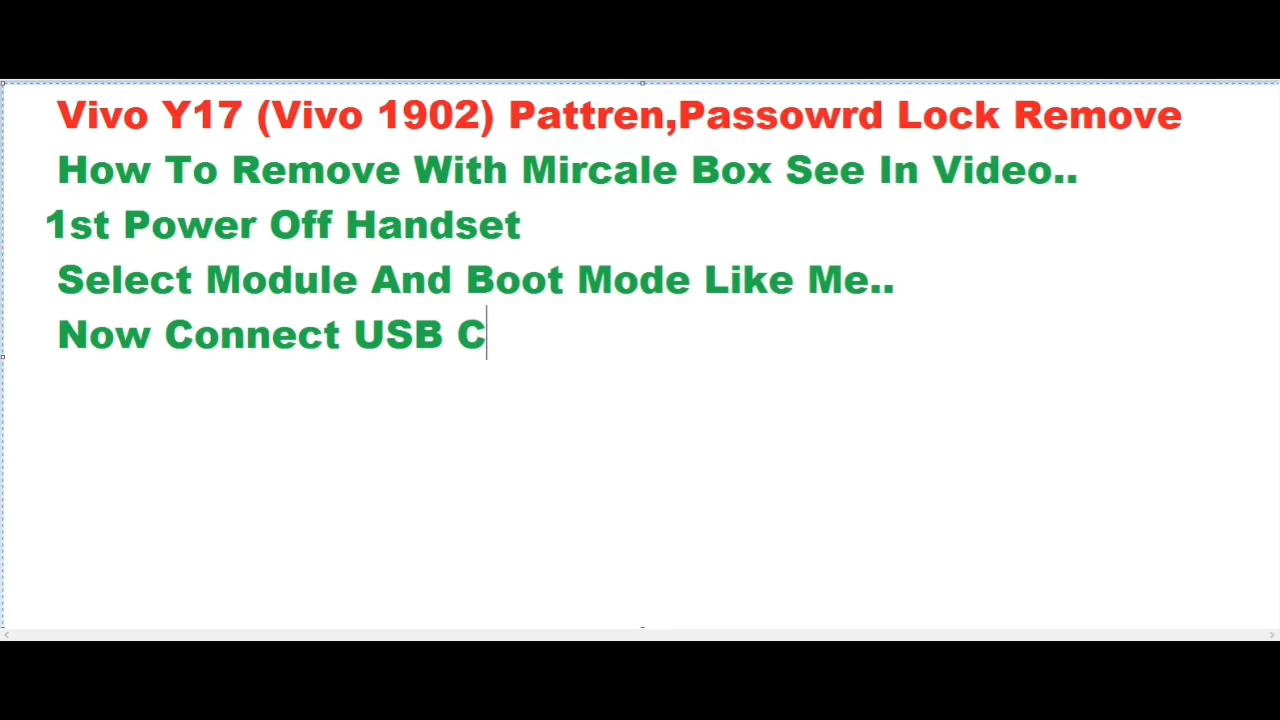 Vivo Y17 (Vivo 1902) Pattren,Passowrd Lock Remove
How To Remove With Mircale Box See In Video..
1st Power Off Handset
Select Module And Boot Mode Like Me..
Now Connect USB C